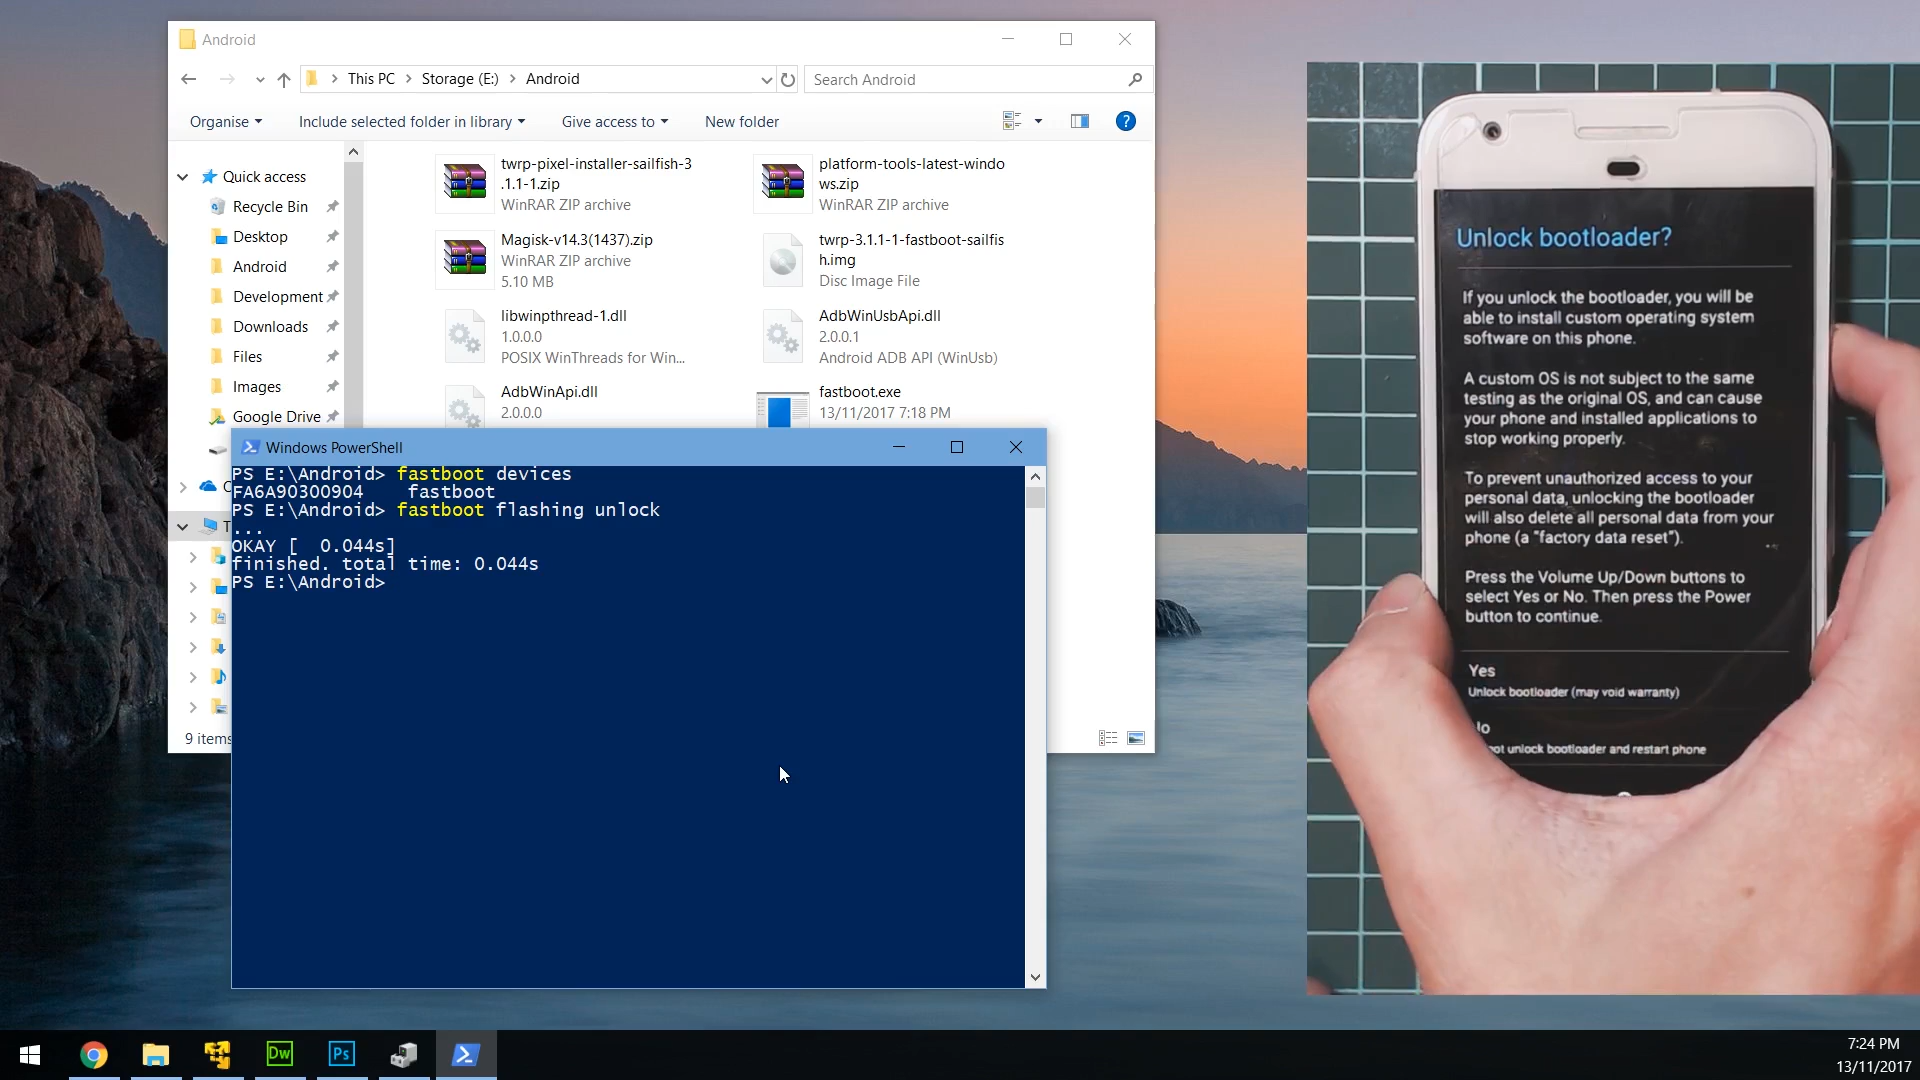 Android
This PC > Storage (E:) > Android
Search Android
Organise
Include selected folder in library
Give access to
New folder
Quick access
Recycle Bin
Desktop
Android
Development
Downloads
Files
Images
Google Drive
9 items
twrp-pixel-installer-sailfish-3
.1.1-1.zip
WinRAR ZIP archive
platform-tools-latest-windo
ws.zip
WinRAR ZIP archive
Magisk-v14.3(1437).zip
WinRAR ZIP archive
5.10 MB
twrp-3.1.1-1-fastboot-sailfis
h.img
Disc Image File
libwinpthread-1.dll
1.0.0.0
POSIX WinThreads for Win...
AdbWinUsbApi.dll
2.0.0.1
Android ADB API (WinUsb)
AdbWinApi.dll
2.0.0.0
fastboot.exe
13/11/2017 7:18 PM
Windows PowerShell
PS E:\Android> fastboot devices
FA6A90300904    fastboot
PS E:\Android> fastboot flashing unlock
...
OKAY [  0.044s]
finished. total time: 0.044s
PS E:\Android>
Unlock bootloader?
If you unlock the bootloader, you will be
able to install custom operating system
software on this phone.
A custom OS is not subject to the same
testing as the original OS, and can cause
your phone and installed applications to
stop working properly.
To prevent unauthorized access to your
personal data, unlocking the bootloader
will also delete all personal data from your
phone (a "factory data reset").
Press the Volume Up/Down buttons to
select Yes or No. Then press the Power
button to continue.
Yes
Unlock bootloader (may void warranty)
unlock bootloader and restart phone
Dw
Ps
7:24 PM
13/11/2017